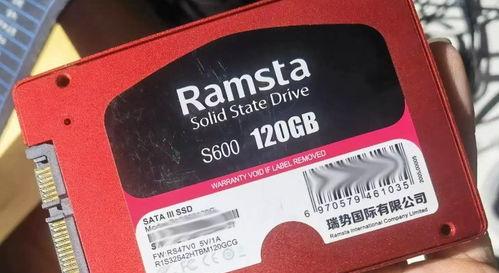 Ramsta
Solid State Drive
S600 120GB
WARRANTY VOID IF LABEL REMOVED
SATA III SSD
FW:RS47V0 5V/1A
R1S32S42HTBM120GCG
6 970579 461035
瑞势国际有限公司
Ramsta International Company Limited